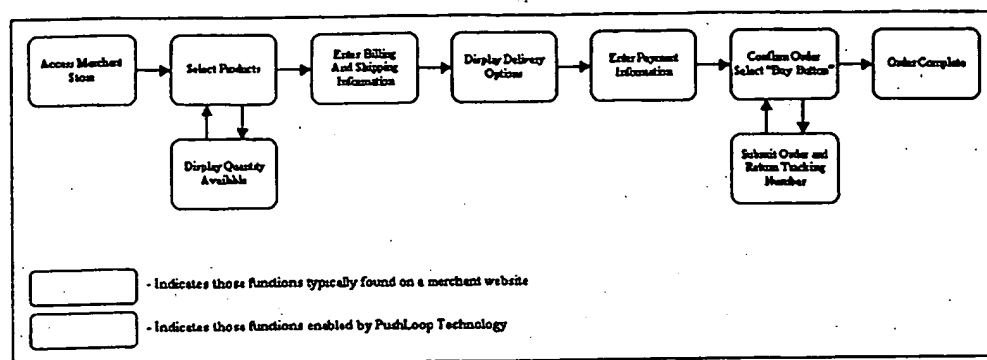 Access Merchant
Store
Select Products
Enter Billing
And Shipping
Information
Display Delivery
Options
Enter Payment
Information
Confirm Order
Select "Buy Button"
Order Complete
Display Quantity
Available
Submit Order and
Return Tracking
Number
- Indicates those functions typically found on a merchant website
- Indicates those functions enabled by PushLoop Technology